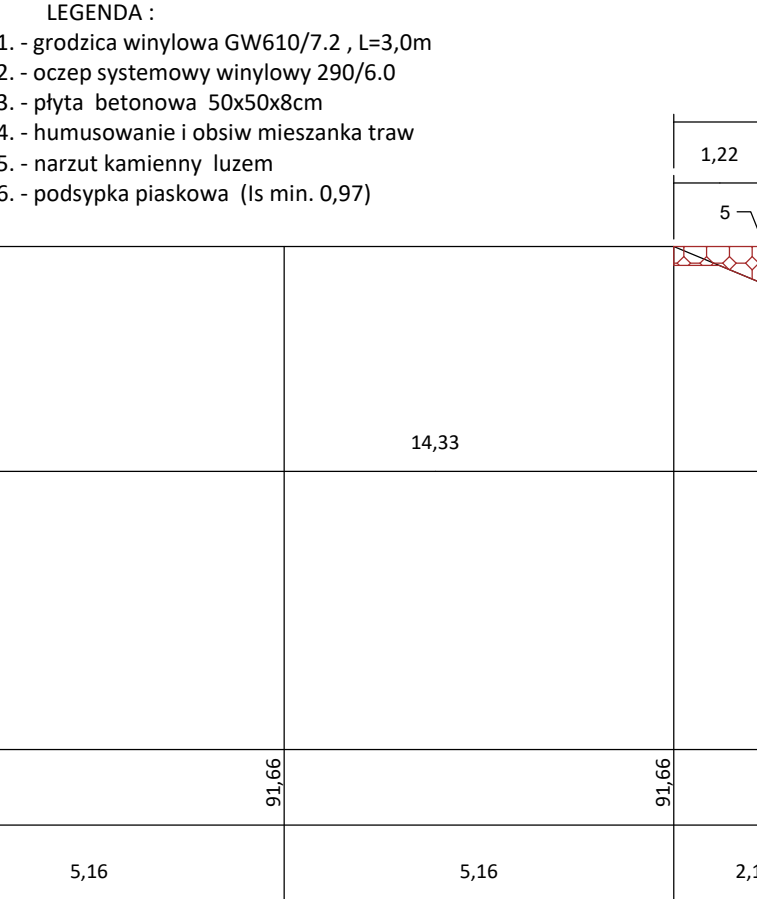 LEGENDA :
1. - grodzica winylowa GW610/7.2 , L=3,0m
2. - oczep systemowy winylowy 290/6.0
3. - płyta betonowa 50x50x8cm
4. - humusowanie i obsiw mieszanka traw
5. - narzut kamienny luzem
6. - podsypka piaskowa (Is min. 0,97)
1,22
5
14,33
91,66
91,66
5,16
5,16